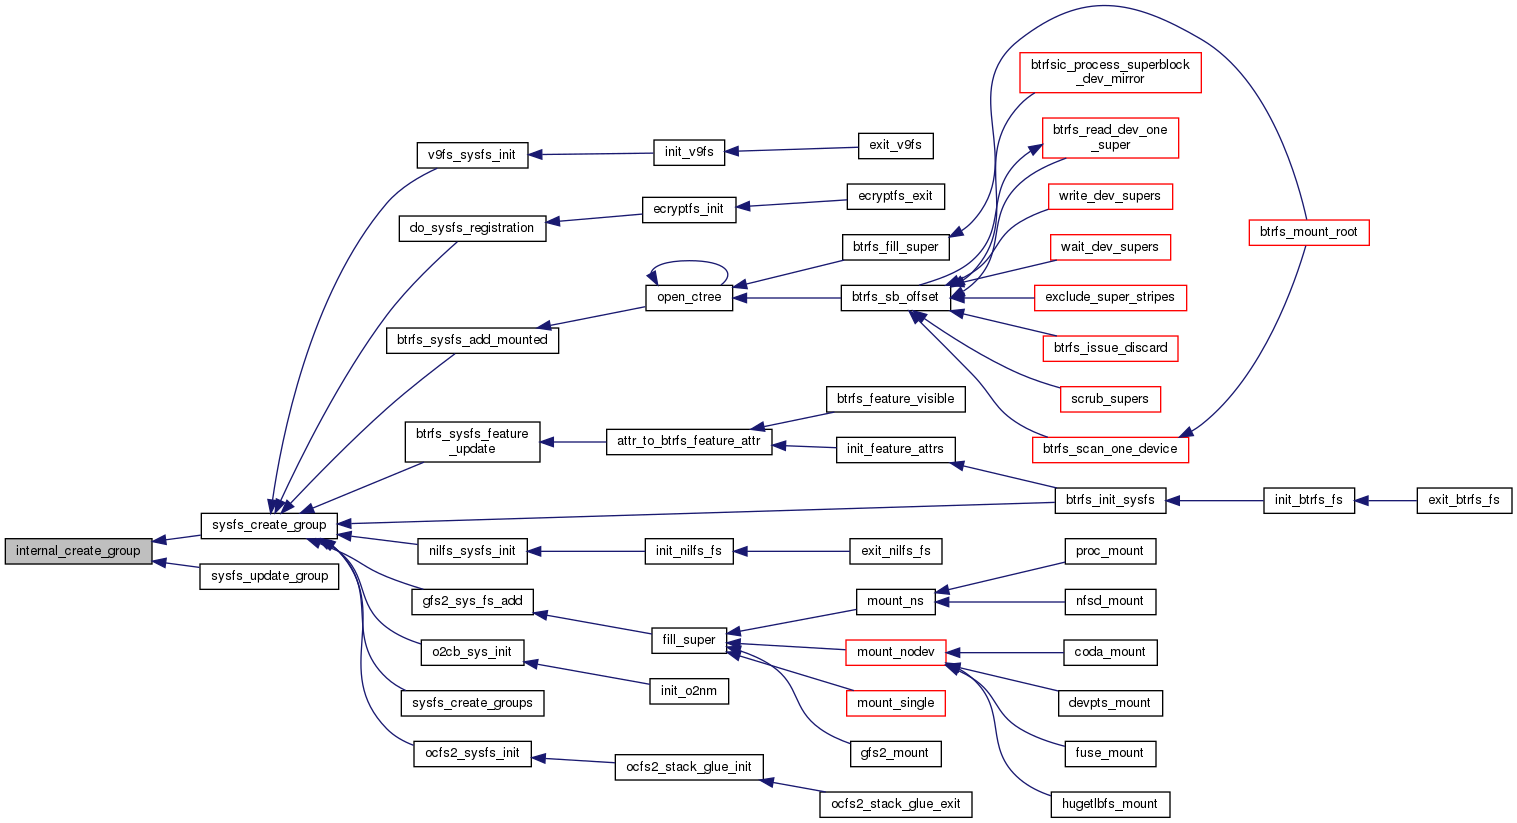 btrfsic_process_superblock
_dev_mirror
btrfs_read_dev_one
_super
v9fs_sysfs_init
init_v9fs
exit_v9fs
write_dev_supers
ecryptfs_exit
ecryptfs_init
do_sysfs_registration
btrfs_mount_root
btrfs_fill_super
wait_dev_supers
open_ctree
btrfs_sb_offset
exclude_super_stripes
btrfs_sysfs_add_mounted
btrfs_issue_discard
btrfs_feature_visible
scrub_supers
btrfs_sysfs_feature
_update
attr_to_btrfs_feature_attr
init_feature_attrs
btrfs_scan_one_device
btrfs_init_sysfs
init_btrfs_fs
exit_btrfs_fs
sysfs_create_group
internal_create_group
nilfs_sysfs_init
init_nilfs_fs
exit_nilfs_fs
proc_mount
sysfs_update_group
gfs2_sys_fs_add
mount_ns
nfsd_mount
fill_super
o2cb_sys_init
mount_nodev
coda_mount
init_o2nm
sysfs_create_groups
mount_single
devpts_mount
ocfs2_sysfs_init
gfs2_mount
fuse_mount
ocfs2_stack_glue_init
ocfs2_stack_glue_exit
hugetlbfs_mount